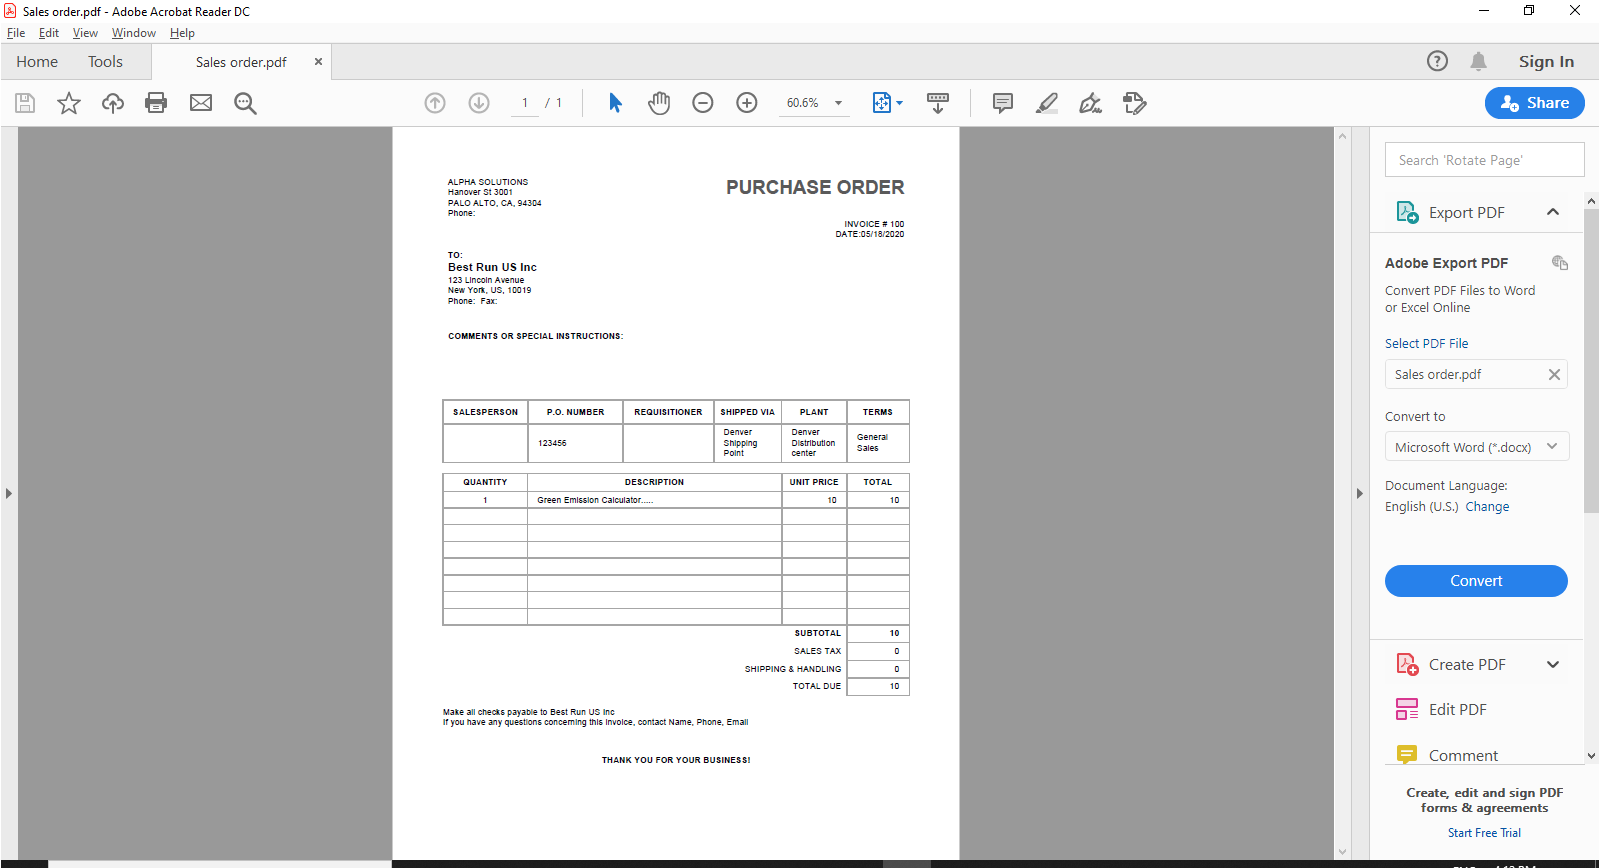 Sales order.pdf - Adobe Acrobat Reader DC
File Edit View Window Help
Home Tools Sales order.pdf × Sign In
1 / 1 60.6% Share
ALPHA SOLUTIONS
Hanover St 3001
PALO ALTO, CA, 94304
Phone:
PURCHASE ORDER
INVOICE # 100
DATE:05/18/2020
TO:
Best Run US Inc
123 Lincoln Avenue
New York, US, 10019
Phone: Fax:
COMMENTS OR SPECIAL INSTRUCTIONS:
SALESPERSON P.O. NUMBER REQUISITIONER SHIPPED VIA PLANT TERMS
123456
Denver
Shipping
Point
Denver
Distribution
center
General
Sales
QUANTITY DESCRIPTION UNIT PRICE TOTAL
1 Green Emission Calculator..... 10 10
SUBTOTAL 10
SALES TAX 0
SHIPPING & HANDLING 0
TOTAL DUE 10
Make all checks payable to Best Run US Inc
If you have any questions concerning this invoice, contact Name, Phone, Email
THANK YOU FOR YOUR BUSINESS!
Search 'Rotate Page'
Export PDF
Adobe Export PDF
Convert PDF Files to Word
or Excel Online
Select PDF File
Sales order.pdf
Convert to
Microsoft Word (*.docx)
Document Language:
English (U.S.) Change
Convert
Create PDF
Edit PDF
Comment
Create, edit and sign PDF
forms & agreements
Start Free Trial